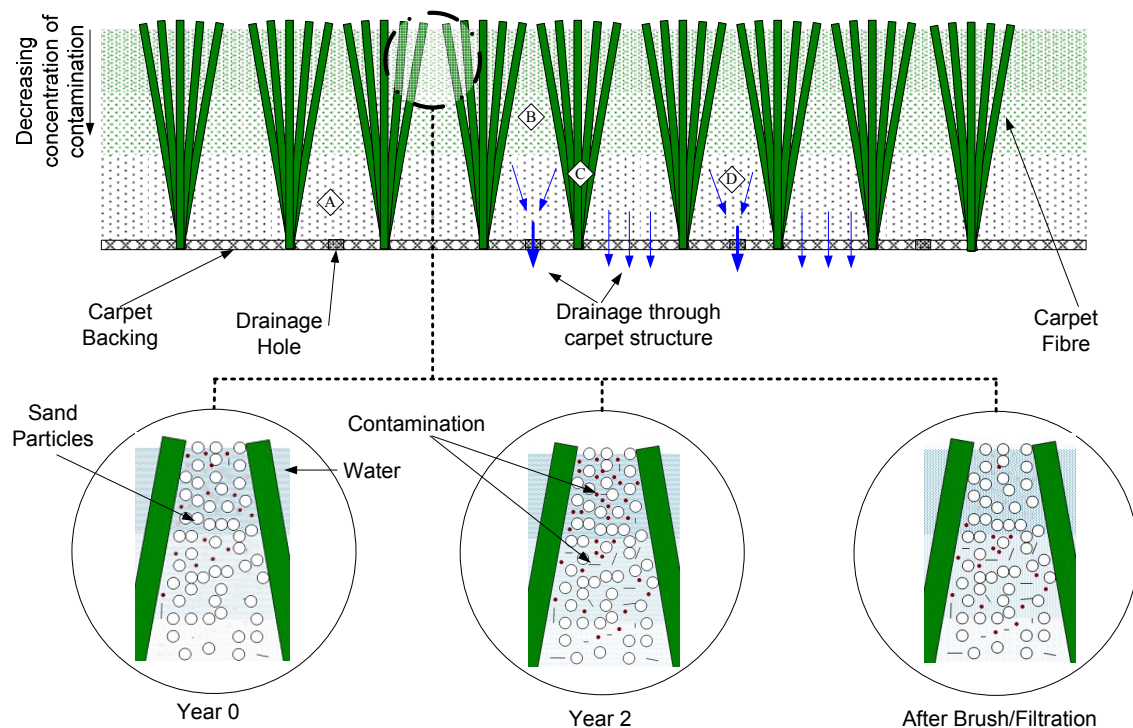 Decreasing
concentration of
contamination
B
C
D
A
Carpet
Backing
Drainage
Hole
Drainage through
carpet structure
Carpet
Fibre
Sand
Particles
Contamination
Water
Year 0
Year 2
After Brush/Filtration